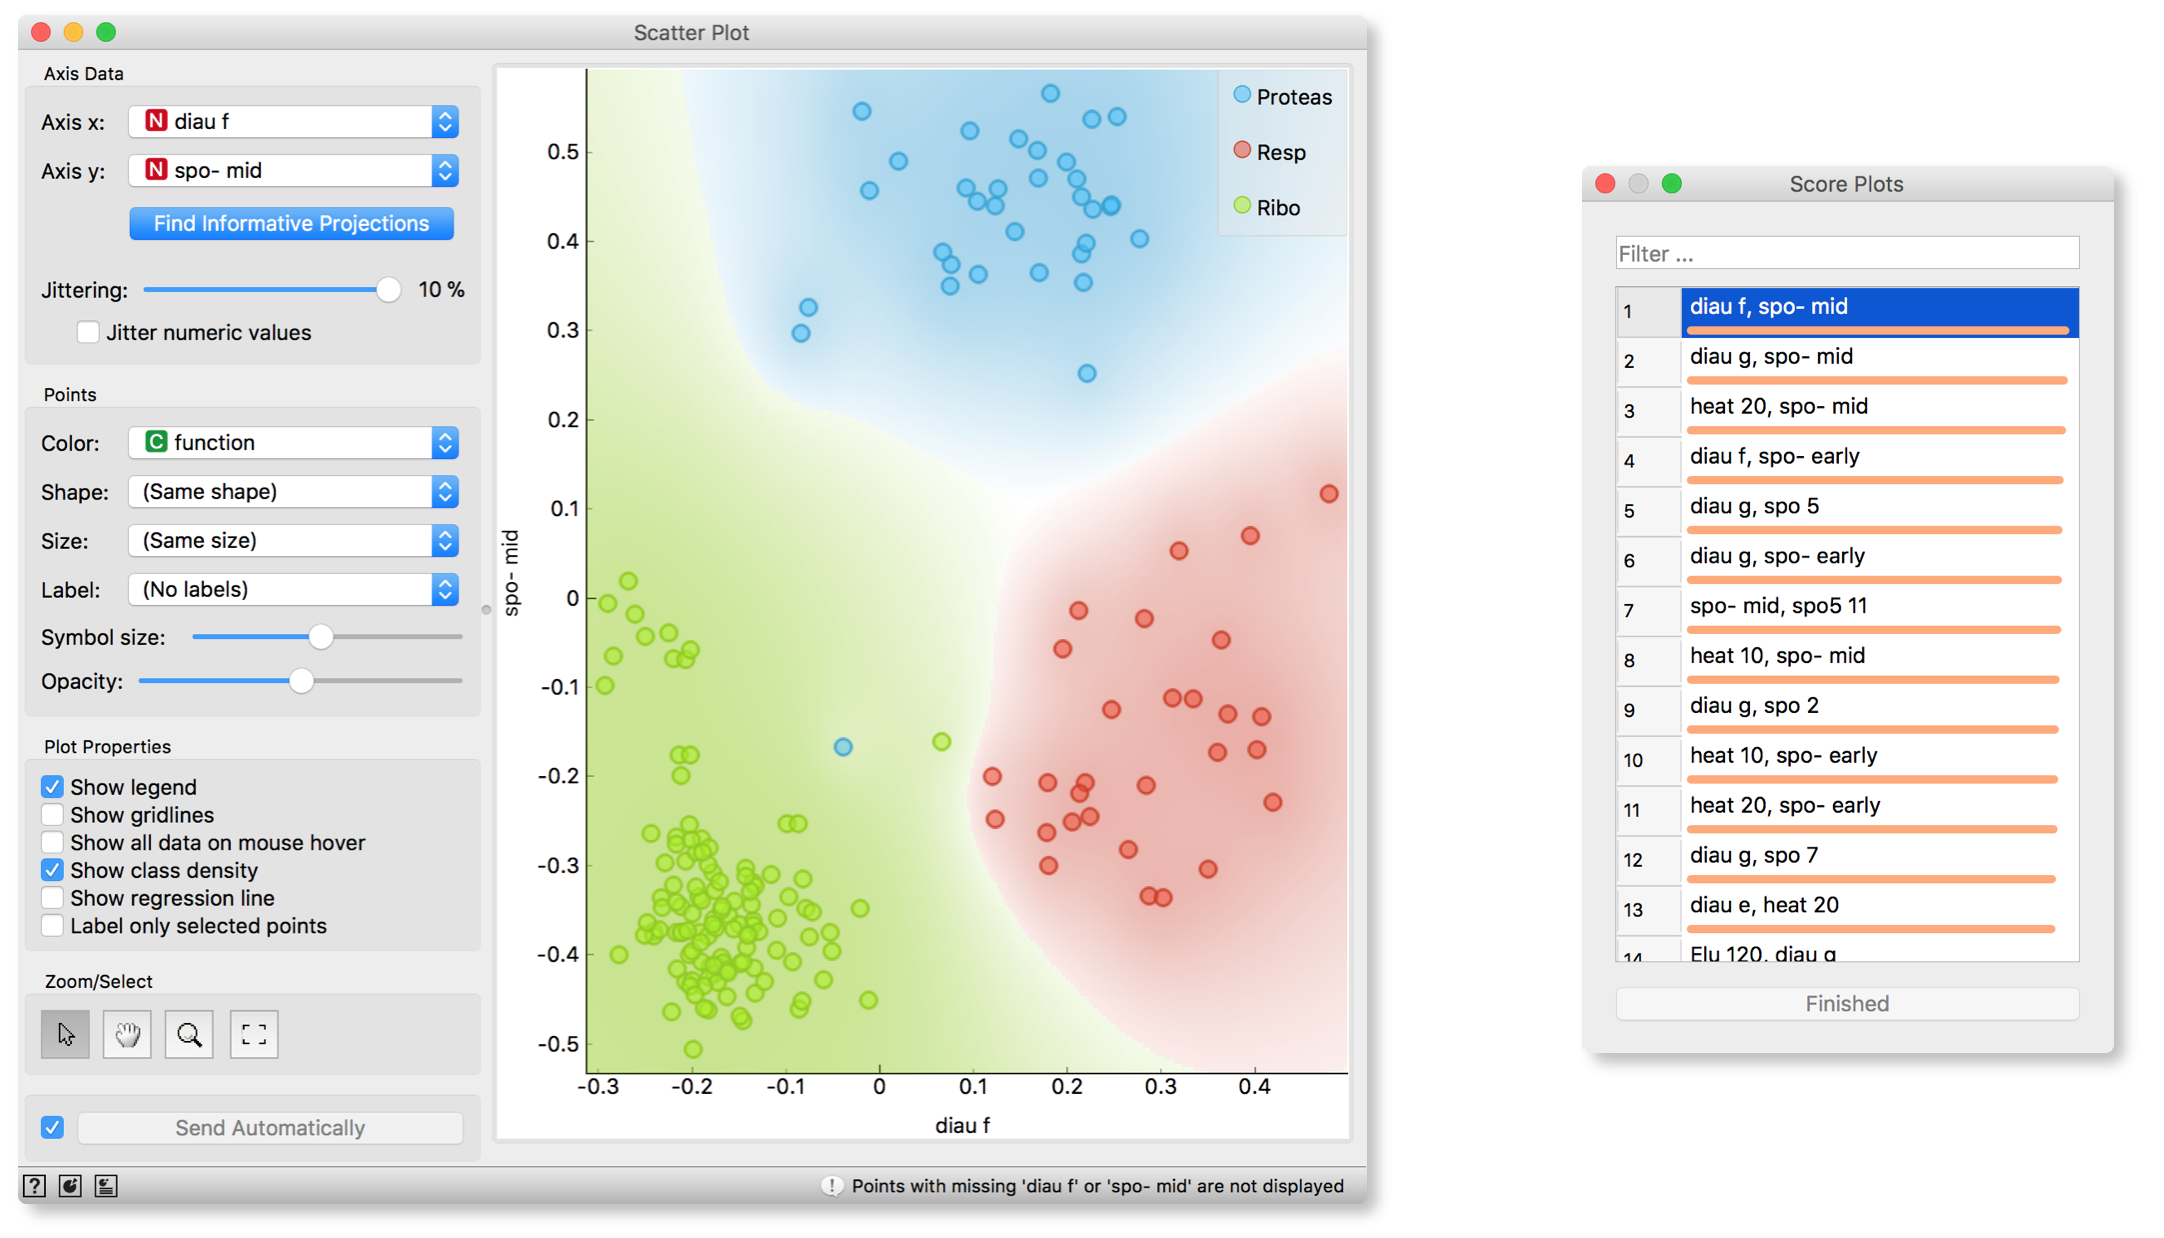 Scatter Plot
Axis Data
Axis x: N diau f
Axis y: N spo- mid
Find Informative Projections
Jittering: 10 %
Jitter numeric values
Points
Color: C function
Shape: (Same shape)
Size: (Same size)
Label: (No labels)
Symbol size:
Opacity:
Plot Properties
Show legend
Show gridlines
Show all data on mouse hover
Show class density
Show regression line
Label only selected points
Zoom/Select
Send Automatically
?
Proteas
Resp
Ribo
0.5
0.4
0.3
0.2
0.1
0
-0.1
-0.2
-0.3
-0.4
-0.5
spo- mid
-0.3 -0.2 -0.1 0 0.1 0.2 0.3 0.4
diau f
! Points with missing 'diau f' or 'spo- mid' are not displayed
Score Plots
Filter ...
1 diau f, spo- mid
2 diau g, spo- mid
3 heat 20, spo- mid
4 diau f, spo- early
5 diau g, spo 5
6 diau g, spo- early
7 spo- mid, spo5 11
8 heat 10, spo- mid
9 diau g, spo 2
10 heat 10, spo- early
11 heat 20, spo- early
12 diau g, spo 7
13 diau e, heat 20
14 Elu 120, diau g
Finished